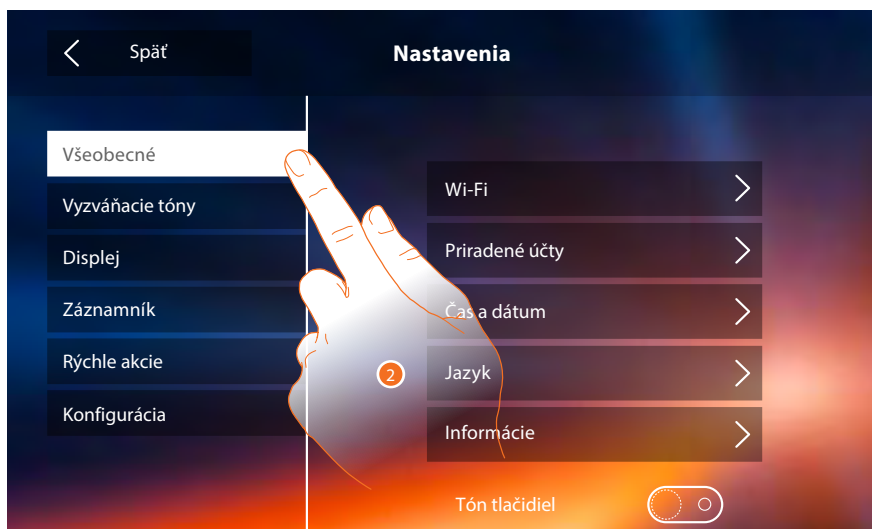 Späť
Nastavenia
Všeobecné
Vyzváňacie tóny
Displej
Záznamník
Rýchle akcie
Konfigurácia
Wi-Fi
Priradené účty
Čas a dátum
2
Jazyk
Informácie
Tón tlačidiel